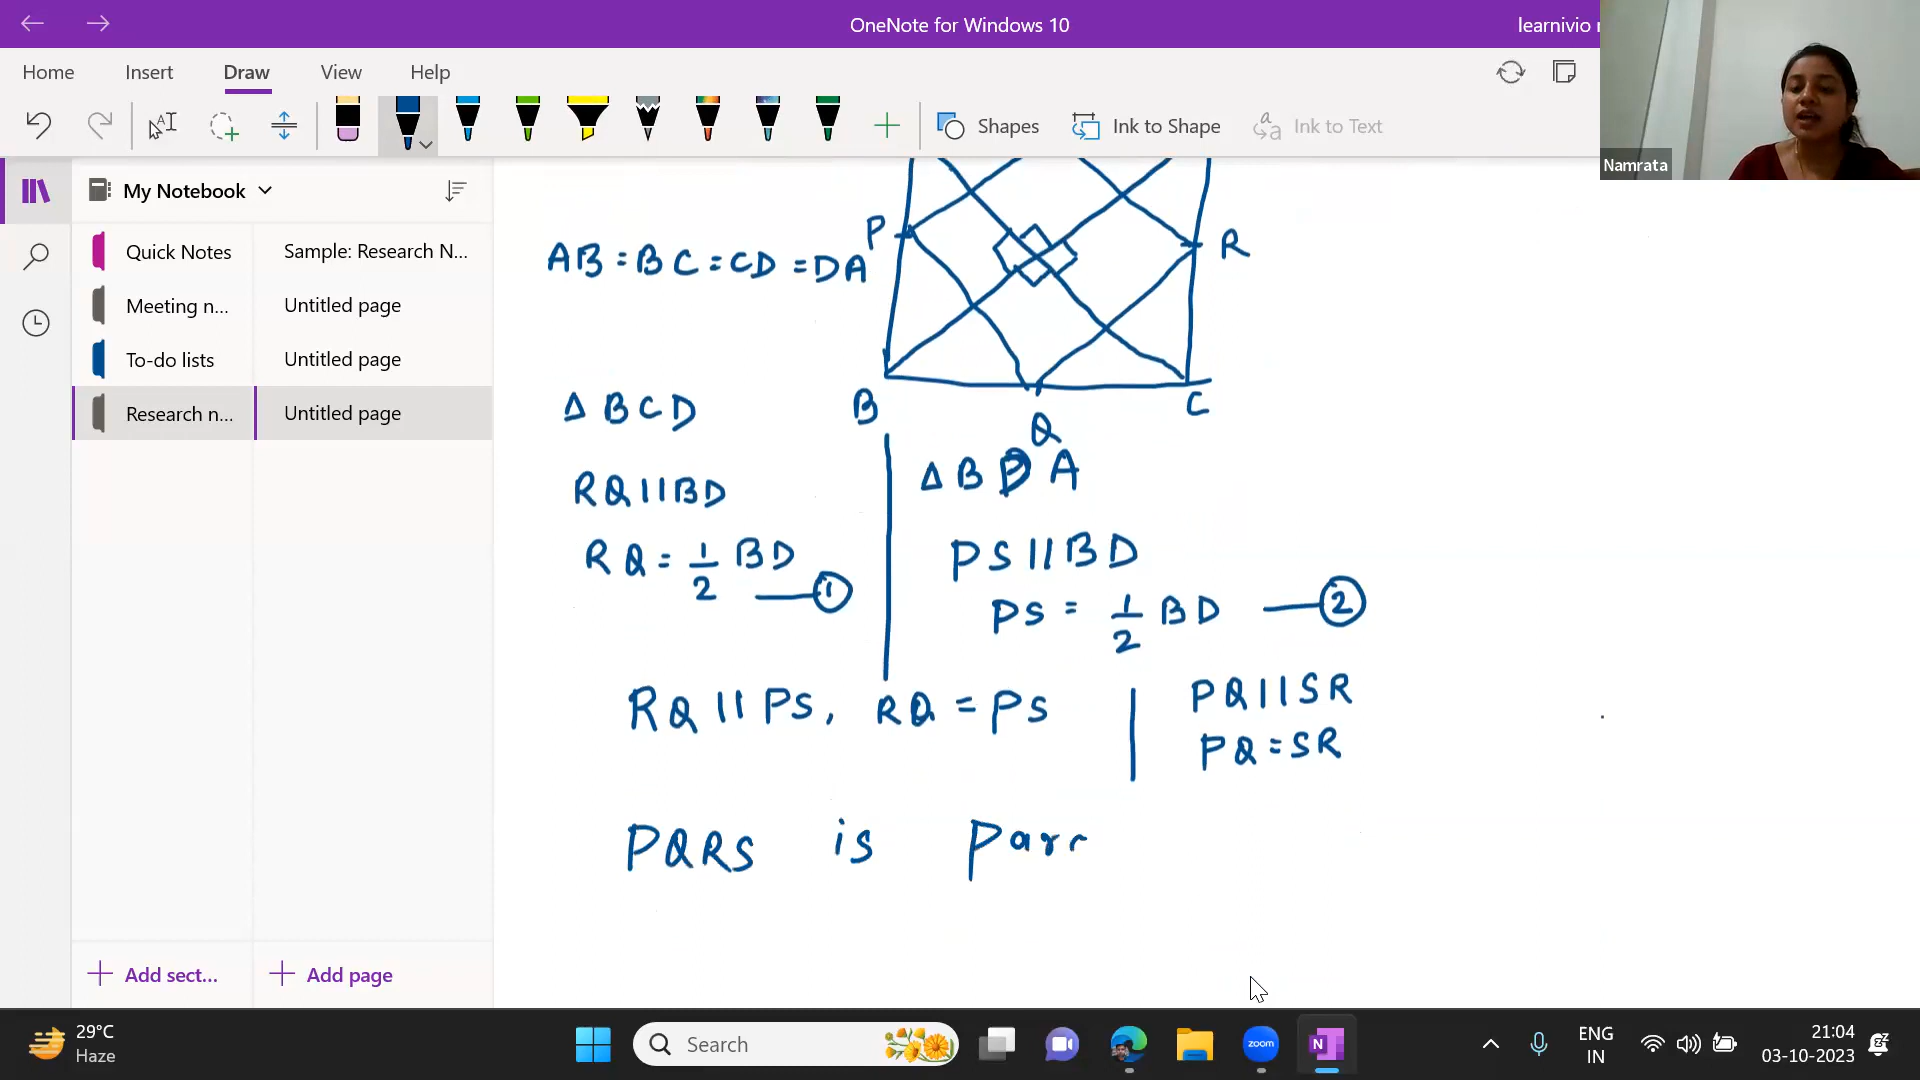 OneNote for Windows 10
learnivio
Home Insert Draw View Help
Shapes Ink to Shape Ink to Text
Namrata
My Notebook
Quick Notes
Meeting n...
To-do lists
Research n...
Sample: Research N...
Untitled page
Untitled page
Untitled page
Add sect...
Add page
P
R
AB = BC = CD = DA
B
C
Q
Δ BCD
RQ || BD
RQ = 1/2 BD — 1
Δ BDA
PS || BD
PS = 1/2 BD — 2
RQ || PS, RQ = PS
PQ || SR
PQ = SR
PQRS is Par
29°C
Haze
Search
zoom
N
ENG
IN
21:04
03-10-2023